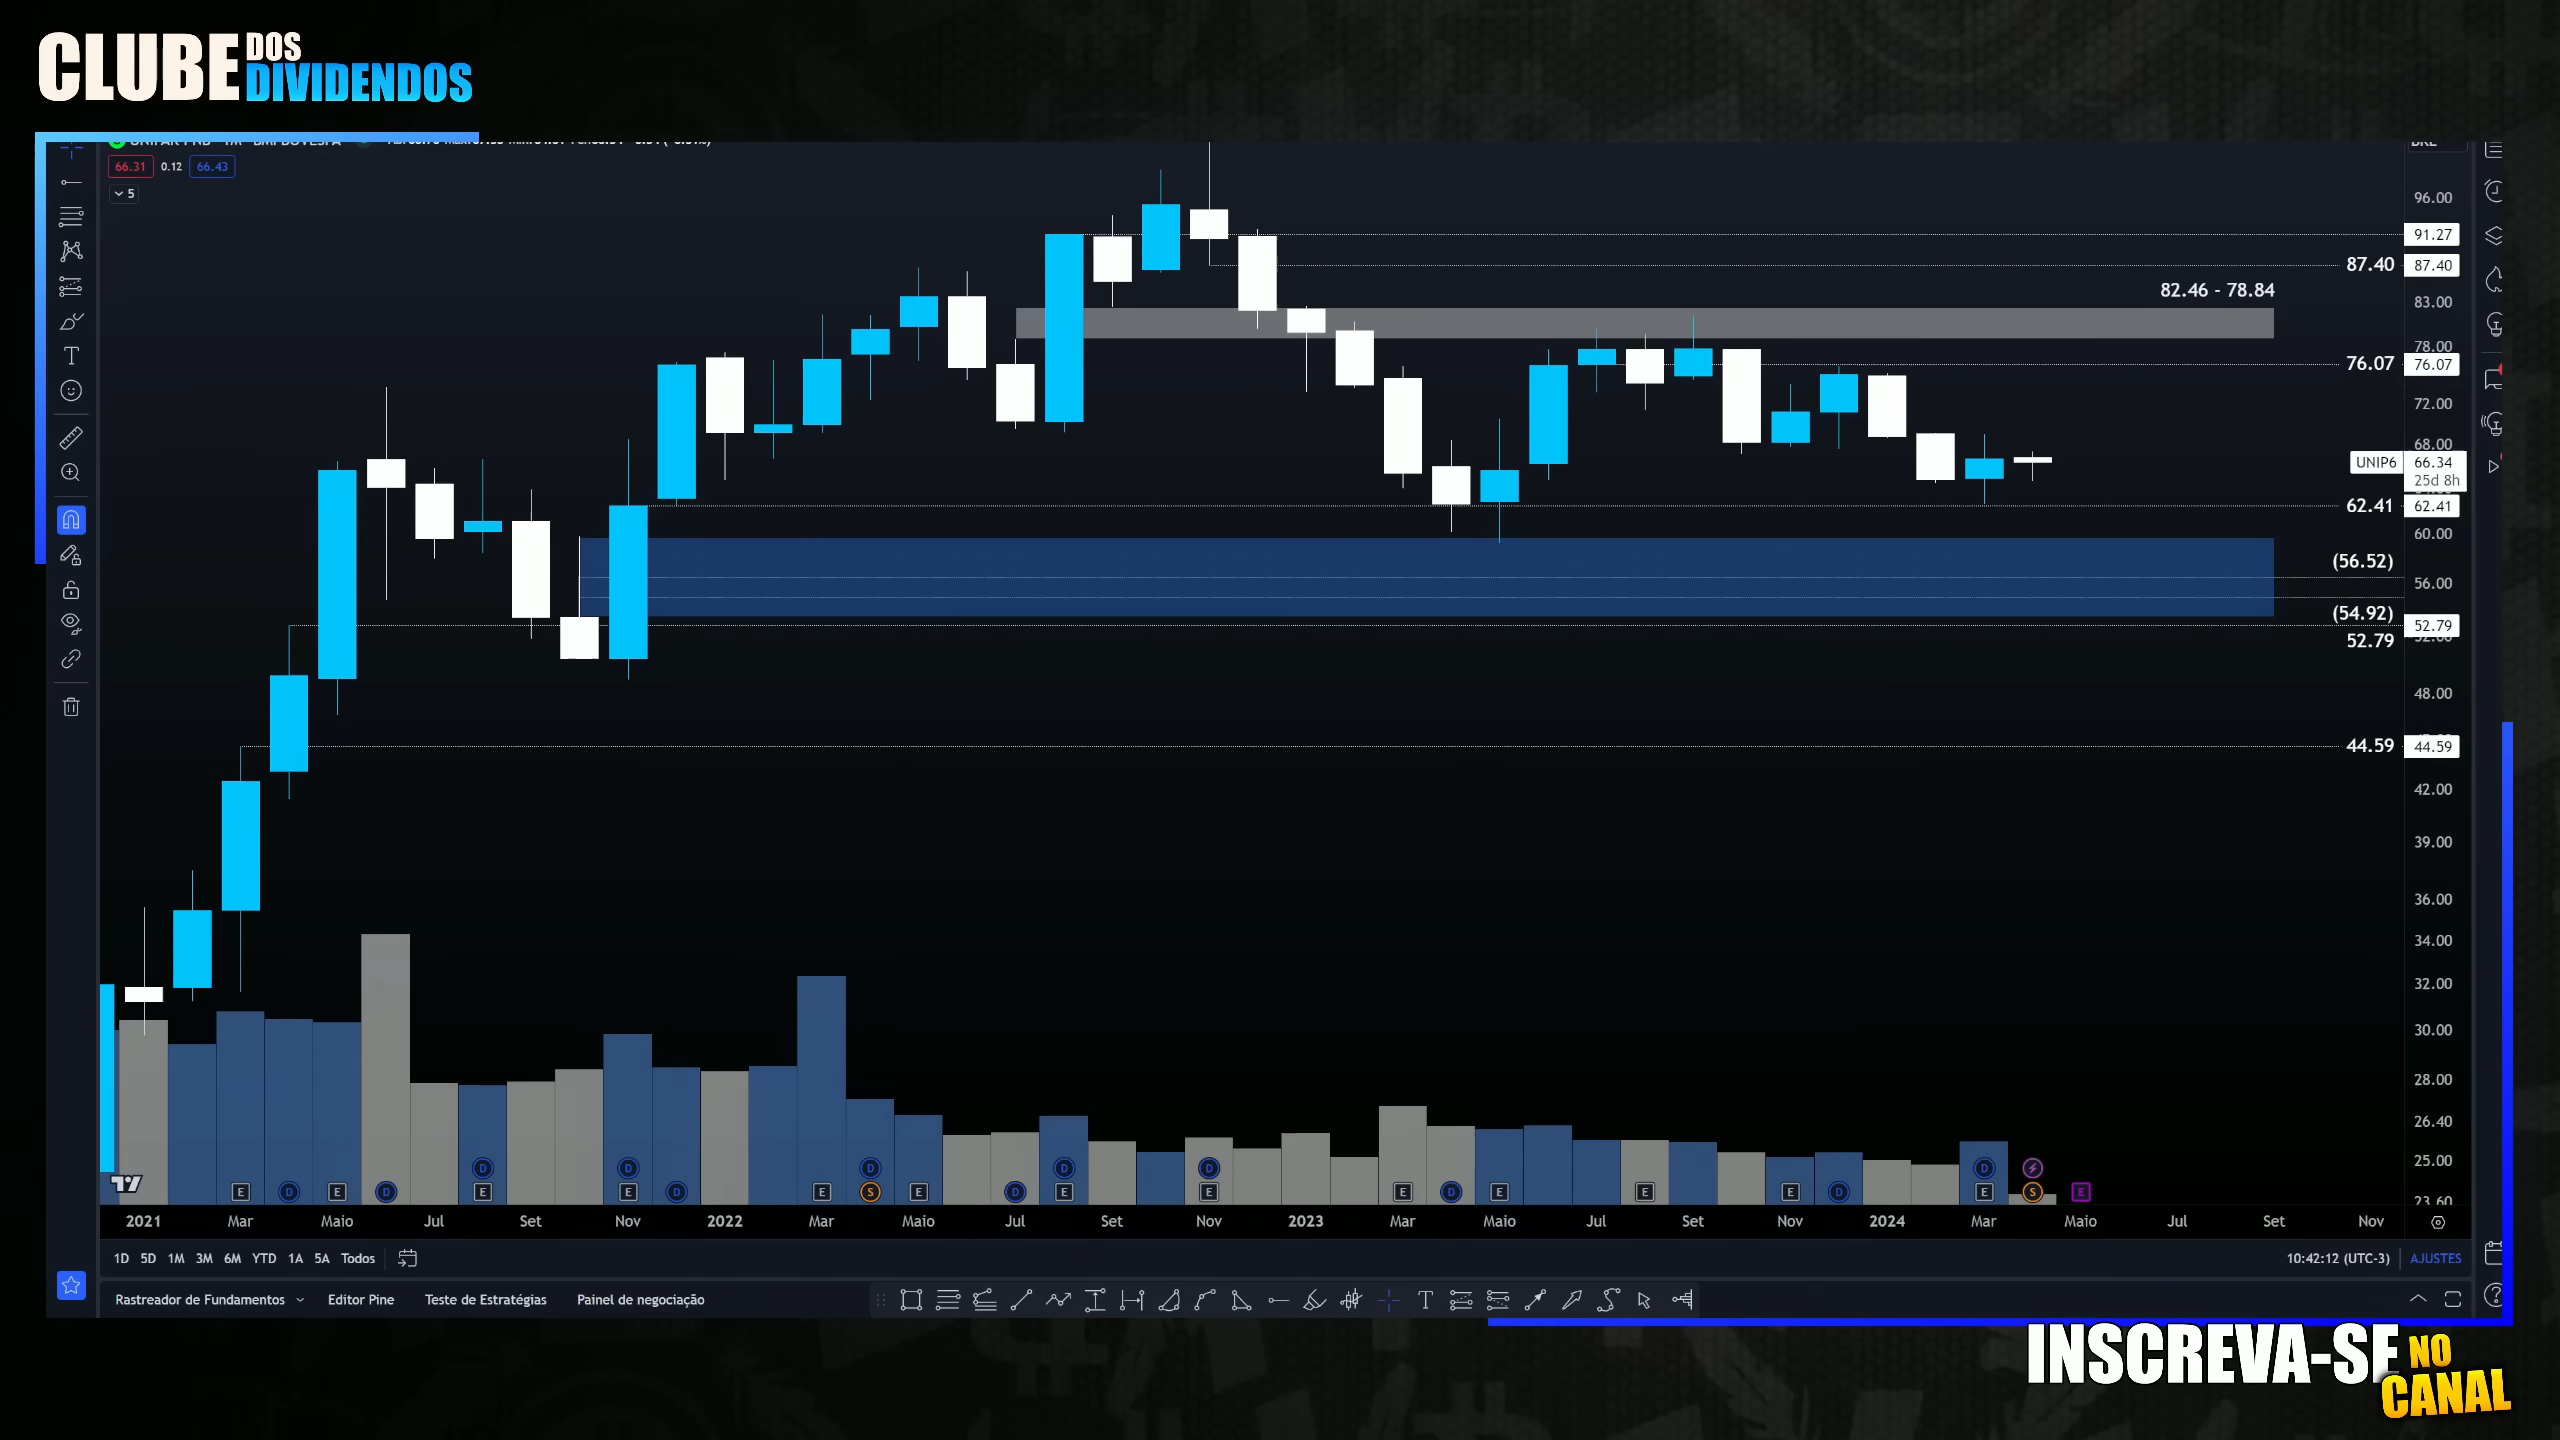 CLUBE DOS DIVIDENDOS
66.31 0.12 66.43
5
96.00
91.27
87.40 87.40
82.46 - 78.84
83.00
78.00
76.07 76.07
72.00
68.00
UNIP6 66.34
25d 8h
62.41 62.41
60.00
(56.52)
56.00
(54.92)
52.79
52.79
48.00
44.59 44.59
42.00
39.00
36.00
34.00
32.00
30.00
28.00
26.40
25.00
23.60
D D D D D D
E D E D E E D E S E D E E E D E E E D E S E
2021 Mar Maio Jul Set Nov 2022 Mar Maio Jul Set Nov 2023 Mar Maio Jul Set Nov 2024 Mar Maio Jul Set Nov
1D 5D 1M 3M 6M YTD 1A 5A Todos 10:42:12 (UTC-3) AJUSTES
Rastreador de Fundamentos Editor Pine Teste de Estratégias Painel de negociação
INSCREVA-SE NO CANAL